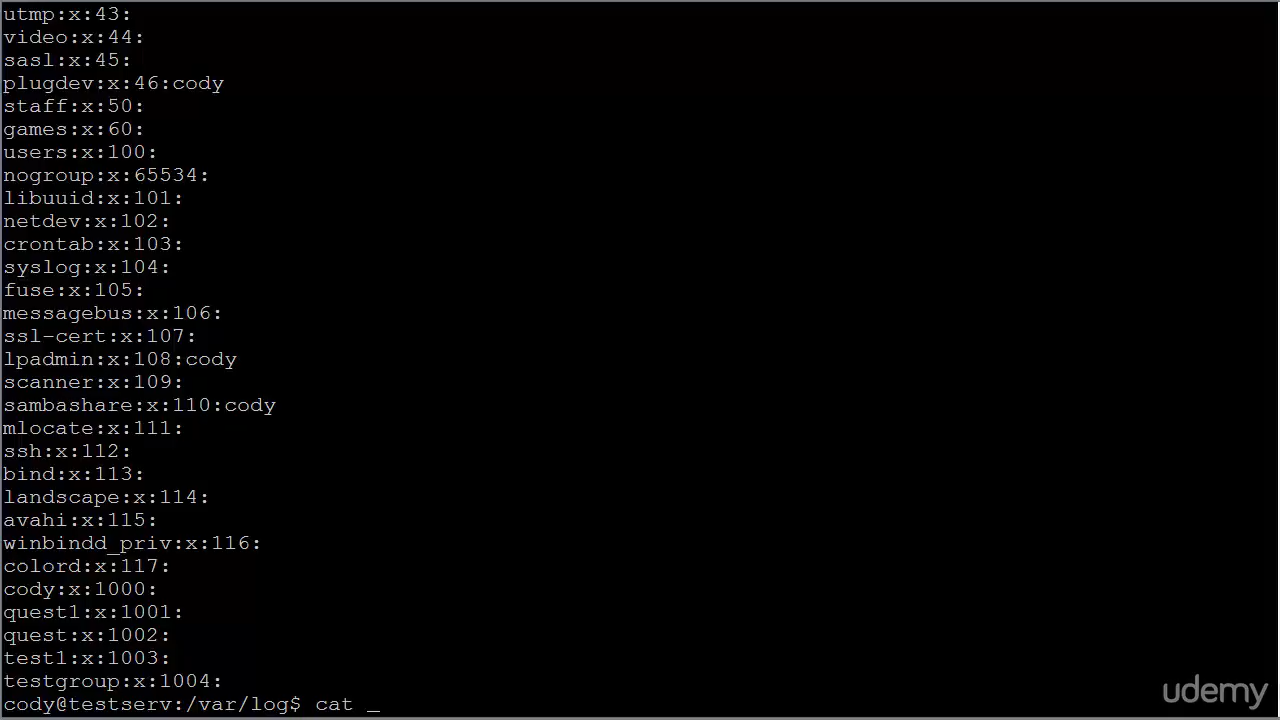 utmp:x:43:
video:x:44:
sasl:x:45:
plugdev:x:46:cody
staff:x:50:
games:x:60:
users:x:100:
nogroup:x:65534:
libuuid:x:101:
netdev:x:102:
crontab:x:103:
syslog:x:104:
fuse:x:105:
messagebus:x:106:
ssl-cert:x:107:
lpadmin:x:108:cody
scanner:x:109:
sambashare:x:110:cody
mlocate:x:111:
ssh:x:112:
bind:x:113:
landscape:x:114:
avahi:x:115:
winbindd_priv:x:116:
colord:x:117:
cody:x:1000:
quest1:x:1001:
quest:x:1002:
test1:x:1003:
testgroup:x:1004:
cody@testserv:/var/log$ cat _
udemy